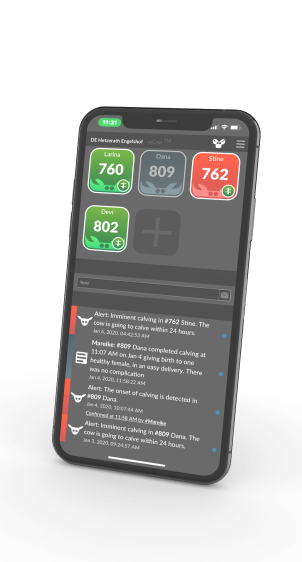 11:31
DE Hetzerath Engelshof
Larina
760
Dana
809
Stine
762
Devi
802
Note
Alert: Imminent calving in #762 Stine. The
cow is going to calve within 24 hours.
Jan 6, 2020, 04:42:53 AM
Mareike: #809 Dana completed calving at
11:07 AM on Jan 4 giving birth to one
healthy female, in an easy delivery. There
was no complication
Jan 4, 2020, 11:58:22 AM
Alert: The onset of calving is detected in
#809 Dana.
Jan 4, 2020, 10:07:44 AM
Confirmed at 11:08 AM by #Mareike
Alert: Imminent calving in #809 Dana. The
cow is going to calve within 24 hours.
Jan 3, 2020, 09:24:57 AM